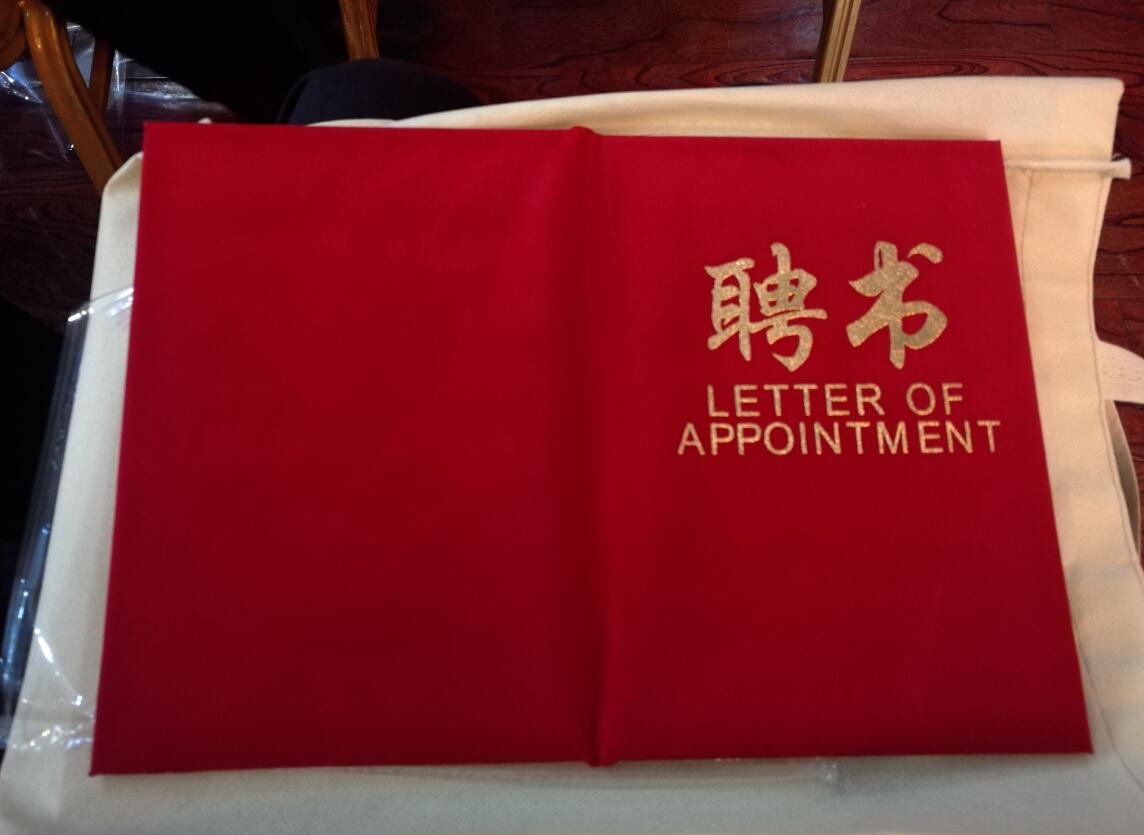 聘书
LETTER OF
APPOINTMENT